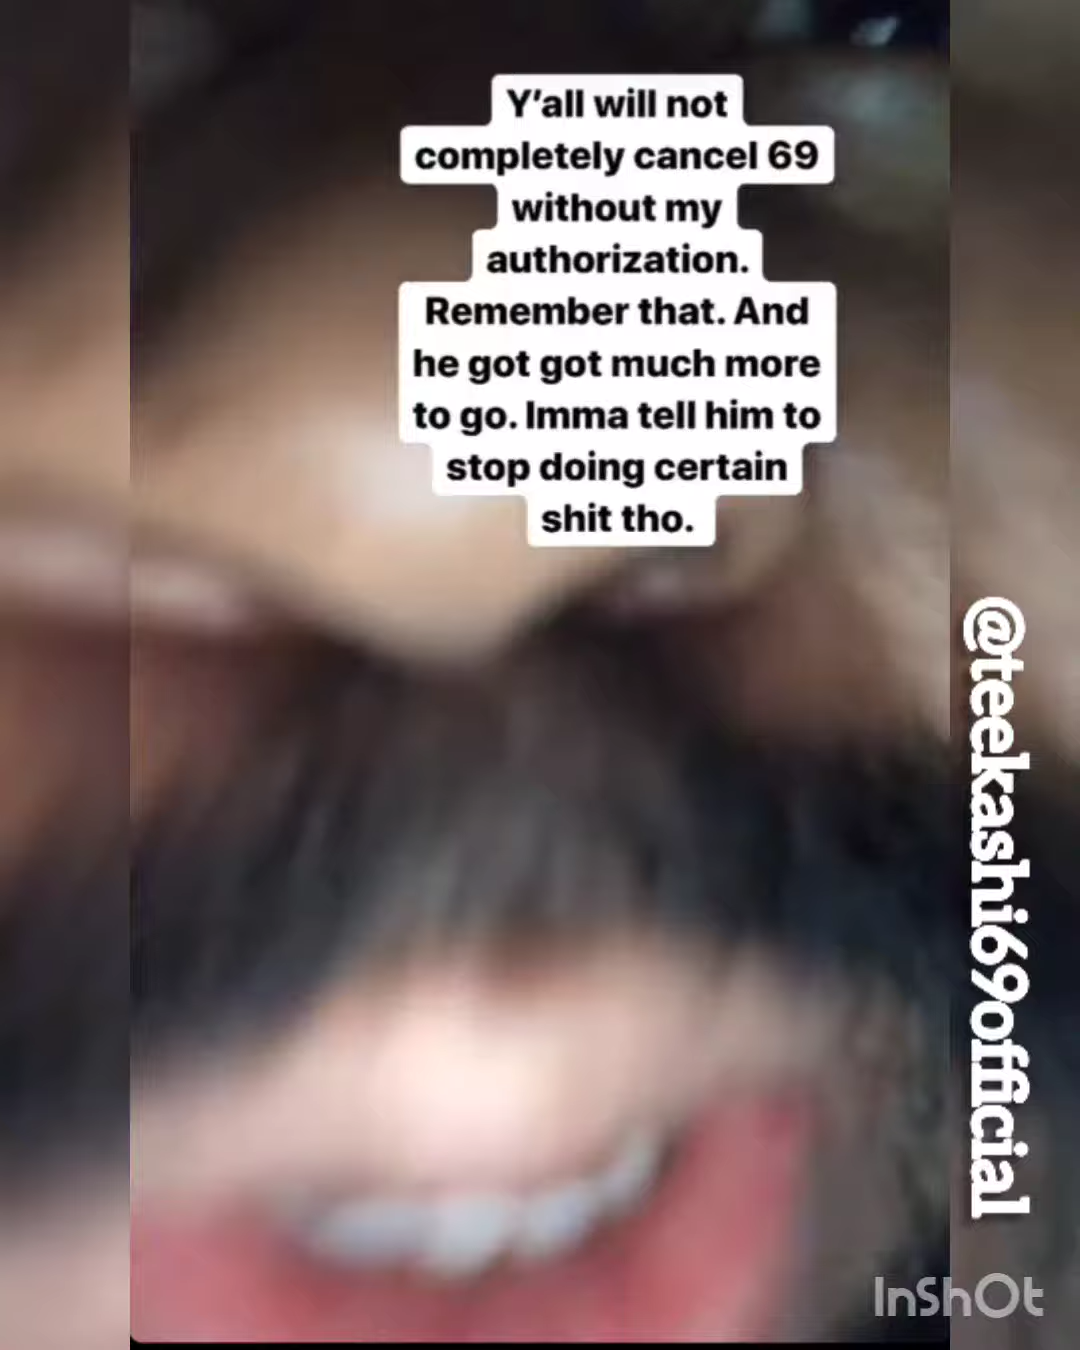 Y'all will not
completely cancel 69
without my
authorization.
Remember that. And
he got got much more
to go. Imma tell him to
stop doing certain
shit tho.
@teekashi69official
InShOt